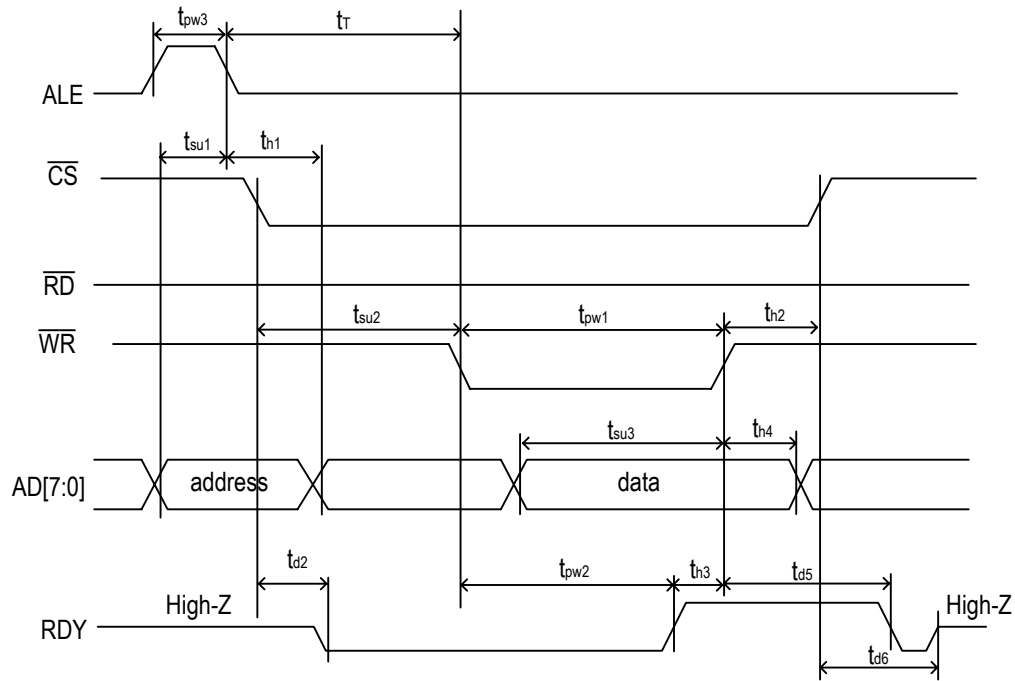 tpw3 tT
ALE
tsu1 th1
CS
RD
tsu2 tpw1 th2
WR
tsu3 th4
AD[7:0] address data
td2 tpw2 th3 td5
High-Z High-Z
RDY
td6